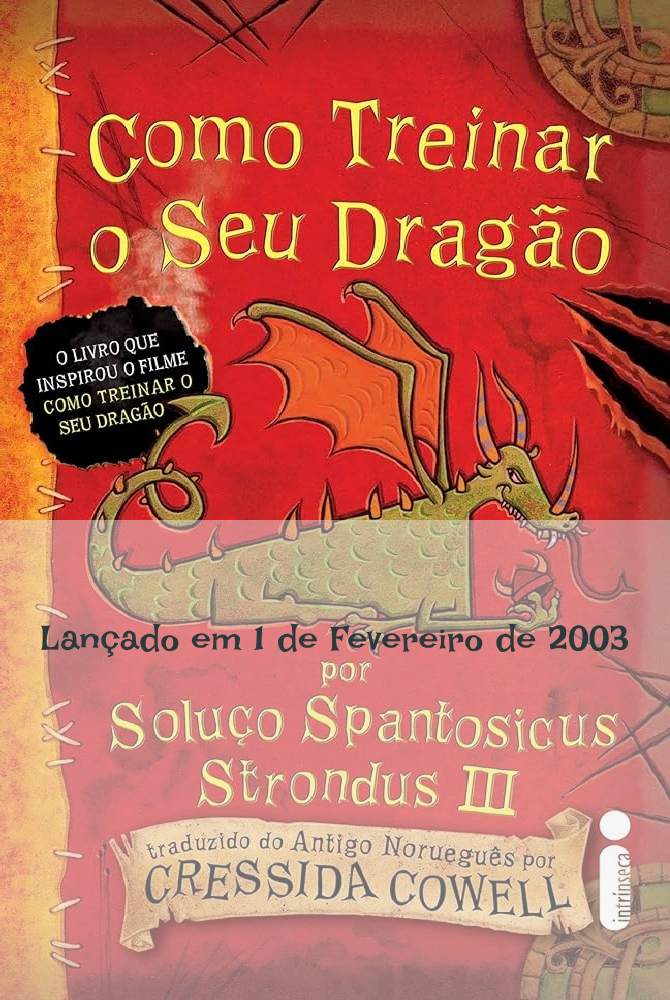 Como Treinar
o Seu Dragão
O LIVRO QUE
INSPIROU O FILME
COMO TREINAR O
SEU DRAGÃO
Lançado em 1 de Fevereiro de 2003
por
Soluço Spantosicus
Strondus III
traduzido do Antigo Norueguês por
CRESSIDA COWELL
intrínseca